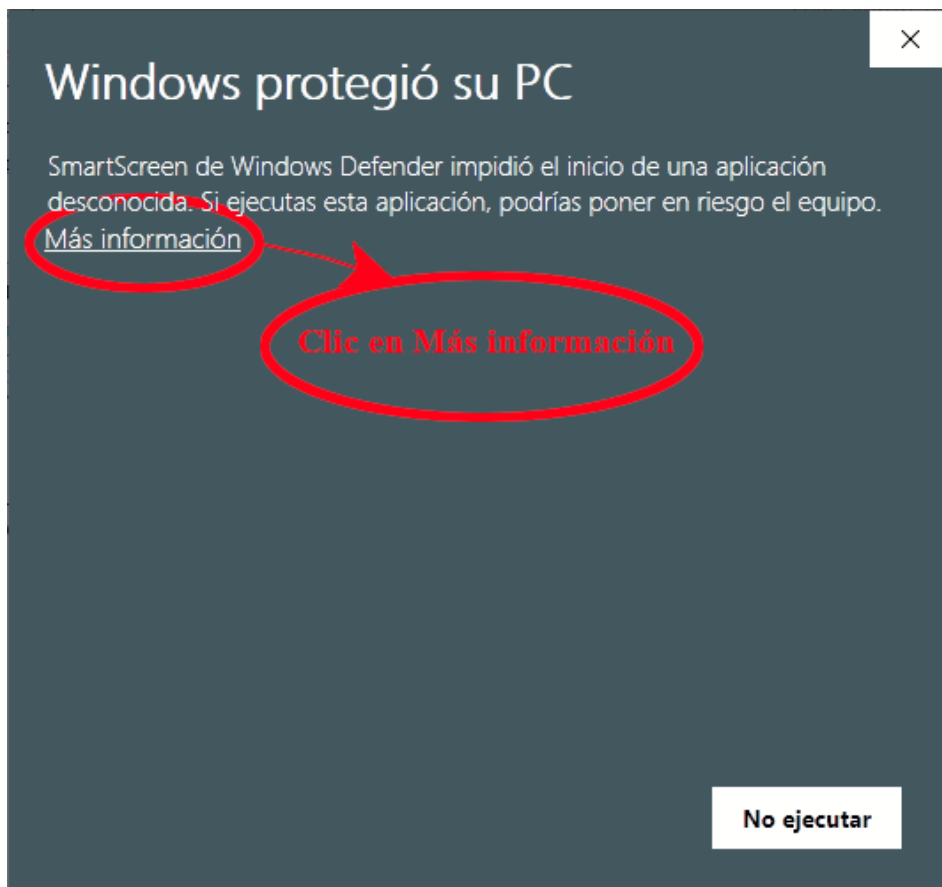 Windows protegió su PC
SmartScreen de Windows Defender impidió el inicio de una aplicación
desconocida. Si ejecutas esta aplicación, podrías poner en riesgo el equipo.
Más información
Clic en Más información
No ejecutar